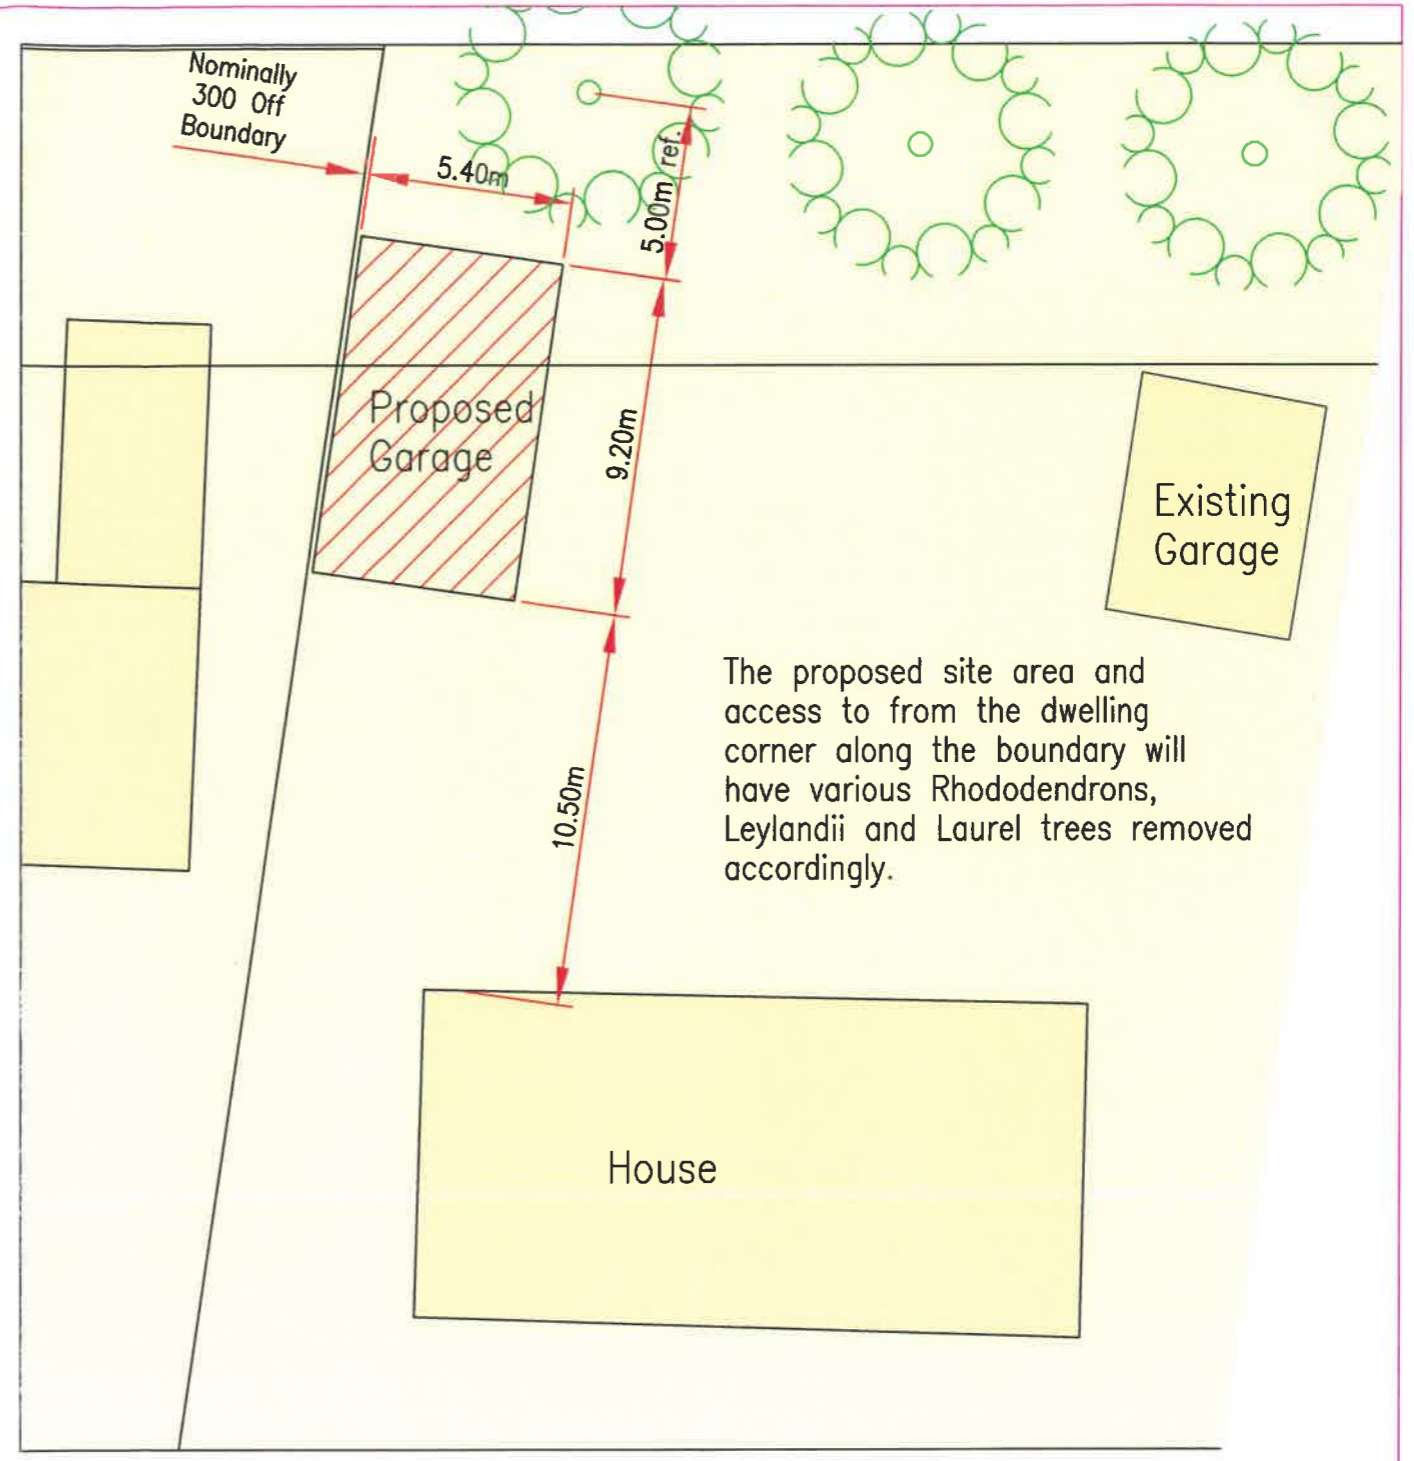 Nominally
300 Off
Boundary
5.40m
5.00m ref.
9.20m
Proposed
Garage
Existing
Garage
The proposed site area and
access to from the dwelling
corner along the boundary will
have various Rhododendrons,
Leylandii and Laurel trees removed
accordingly.
10.50m
House